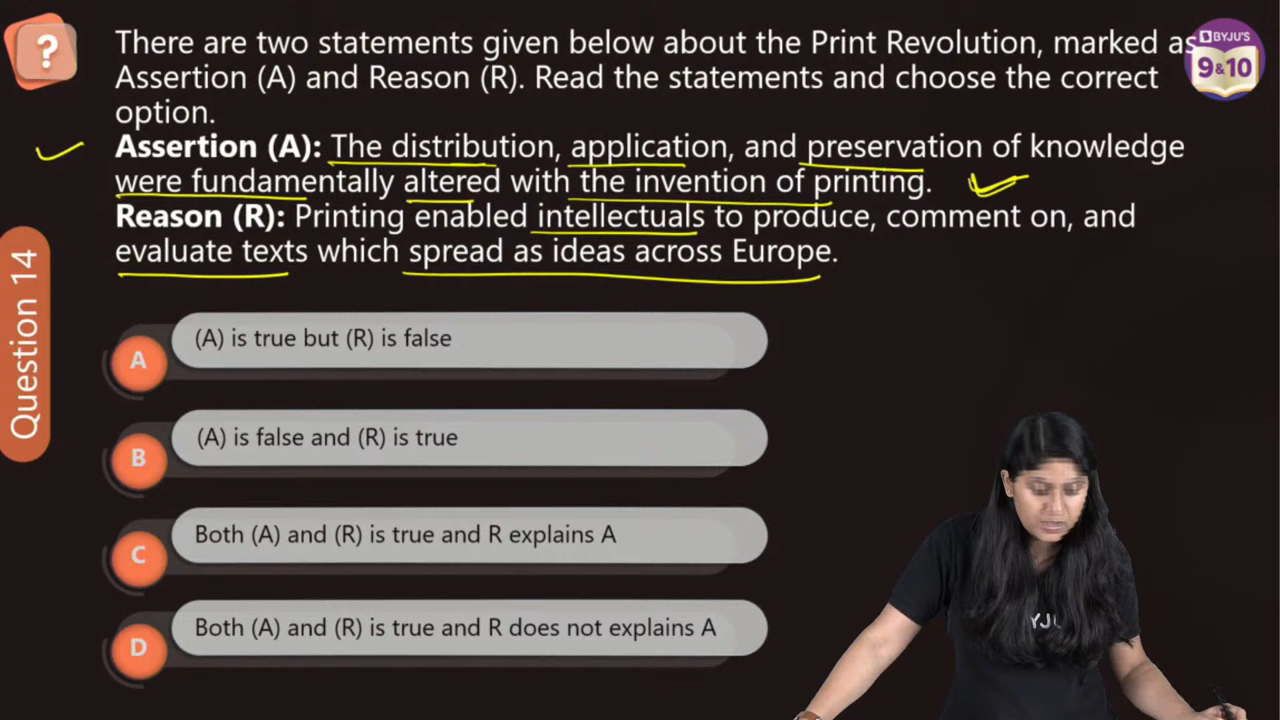 ?
There are two statements given below about the Print Revolution, marked as
Assertion (A) and Reason (R). Read the statements and choose the correct
option.
Assertion (A): The distribution, application, and preservation of knowledge
were fundamentally altered with the invention of printing.
Reason (R): Printing enabled intellectuals to produce, comment on, and
evaluate texts which spread as ideas across Europe.
BYJU'S
9&10
Question 14
A (A) is true but (R) is false
B (A) is false and (R) is true
C Both (A) and (R) is true and R explains A
D Both (A) and (R) is true and R does not explains A